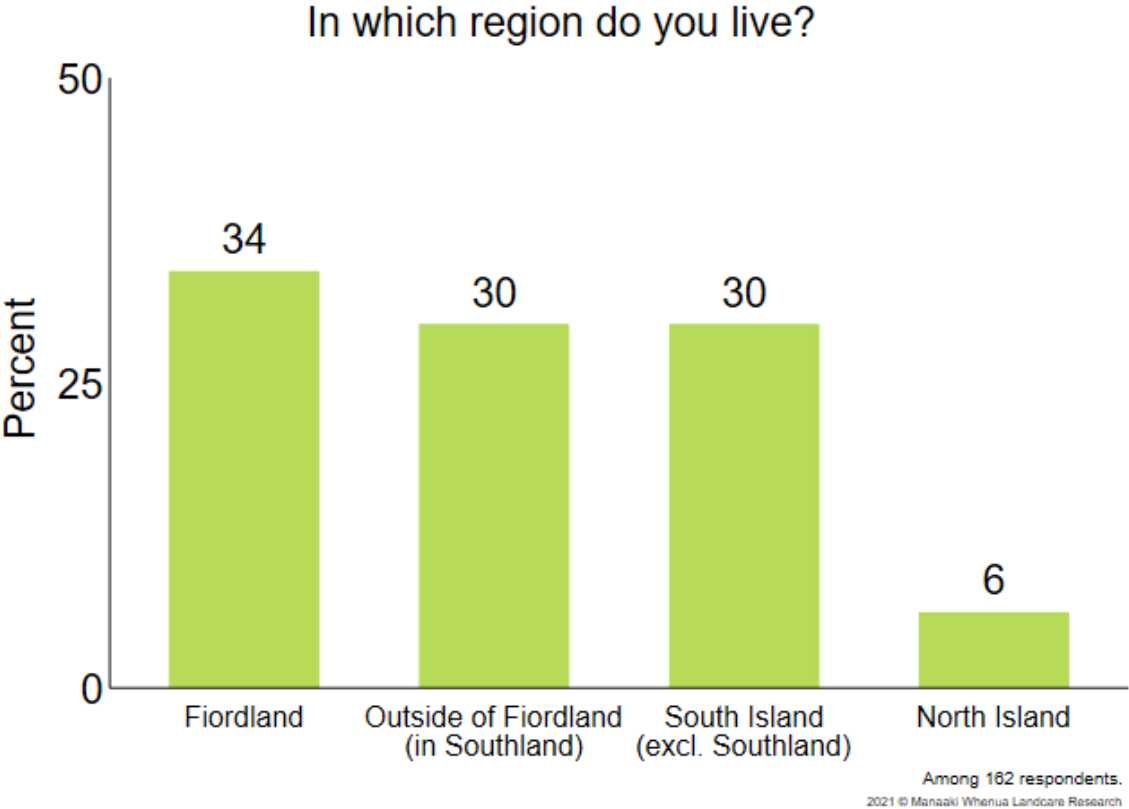 In which region do you live?
50
34
30
30
Percent
25
6
0
Fiordland
Outside of Fiordland
(in Southland)
South Island
(excl. Southland)
North Island
Among 162 respondents.
2021 © Manaaki Whenua Landcare Research